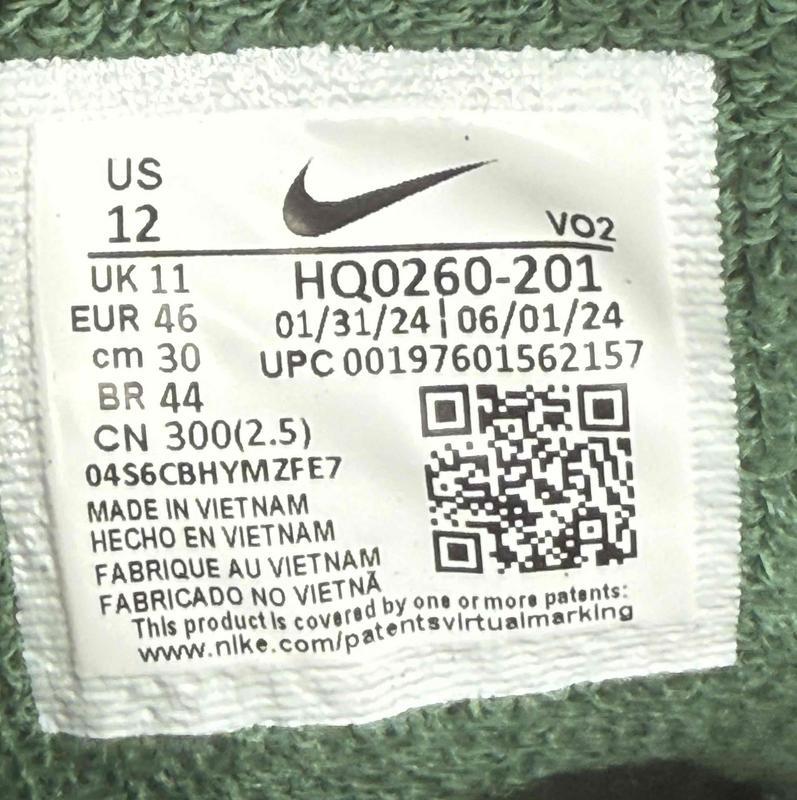 US
12
VO2
UK 11
HQ0260-201
EUR 46
01/31/24 | 06/01/24
cm 30
UPC 00197601562157
BR 44
CN 300(2.5)
04S6CBHYMZFE7
MADE IN VIETNAM
HECHO EN VIETNAM
FABRIQUE AU VIETNAM
FABRICADO NO VIETNÃ
This product is covered by one or more patents:
www.nike.com/patentsvirtualmarking